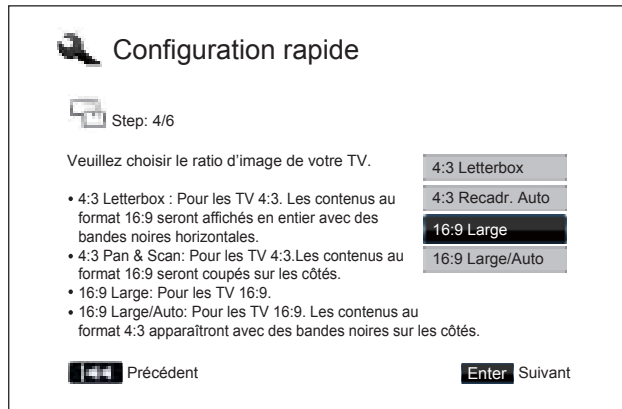 Configuration rapide
Step: 4/6
Veuillez choisir le ratio d'image de votre TV.
• 4:3 Letterbox : Pour les TV 4:3. Les contenus au
format 16:9 seront affichés en entier avec des
bandes noires horizontales.
• 4:3 Pan & Scan: Pour les TV 4:3.Les contenus au
format 16:9 seront coupés sur les côtés.
• 16:9 Large: Pour les TV 16:9.
• 16:9 Large/Auto: Pour les TV 16:9. Les contenus au
format 4:3 apparaîtront avec des bandes noires sur les côtés.
4:3 Letterbox
4:3 Recadr. Auto
16:9 Large
16:9 Large/Auto
Précédent
Enter Suivant